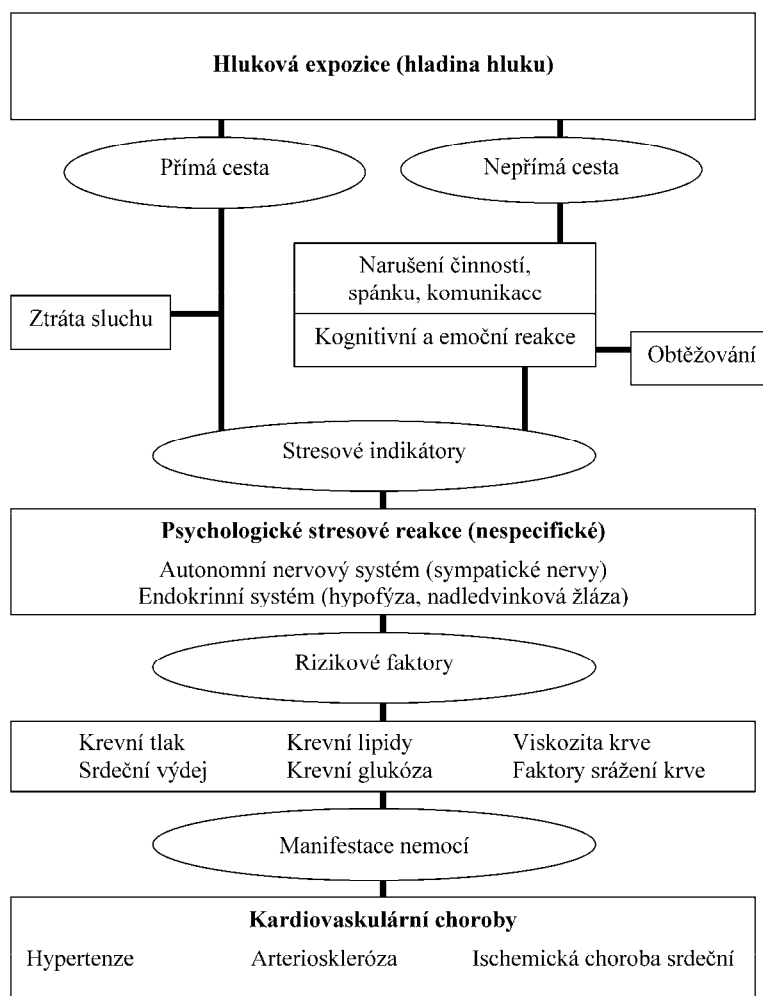 Hluková expozice (hladina hluku)
Přímá cesta
Nepřímá cesta
Narušení činností,
spánku, komunikacc
Ztráta sluchu
Kognitivní a emoční reakce
Obtěžování
Stresové indikátory
Psychologické stresové reakce (nespecifické)
Autonomní nervový systém (sympatické nervy)
Endokrinní systém (hypofýza, nadledvinková žláza)
Rizikové faktory
Krevní tlak Krevní lipidy Viskozita krve
Srdeční výdej Krevní glukóza Faktory srážení krve
Manifestace nemocí
Kardiovaskulární choroby
Hypertenze Arterioskleróza Ischemická choroba srdeční